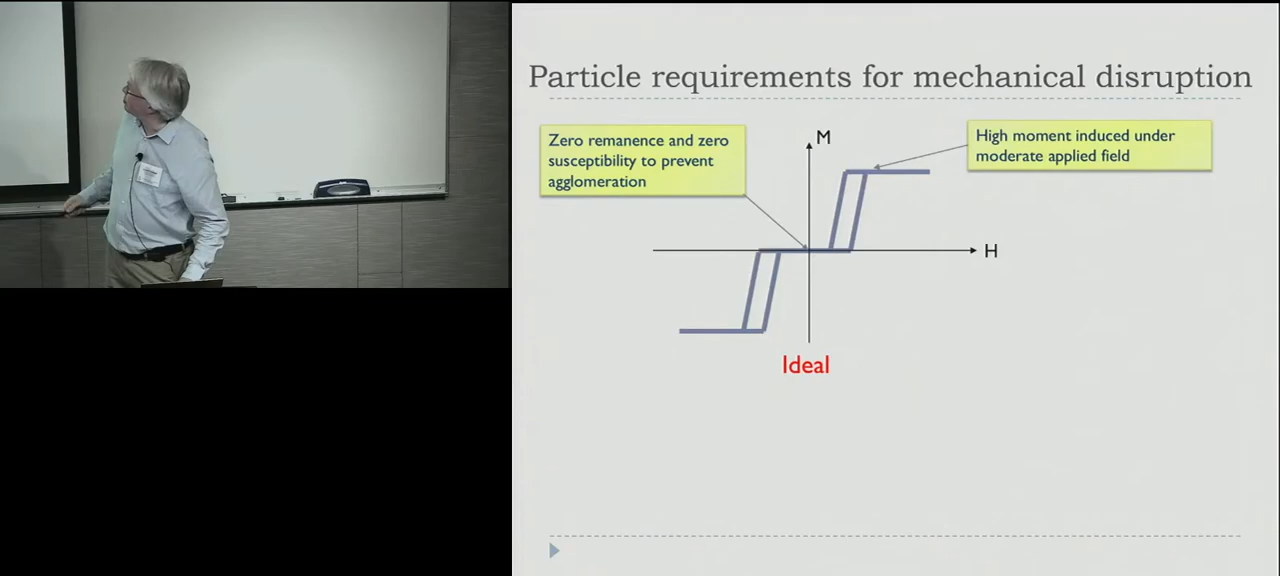 Particle requirements for mechanical disruption
Zero remanence and zero
susceptibility to prevent
agglomeration
M
High moment induced under
moderate applied field
H
Ideal